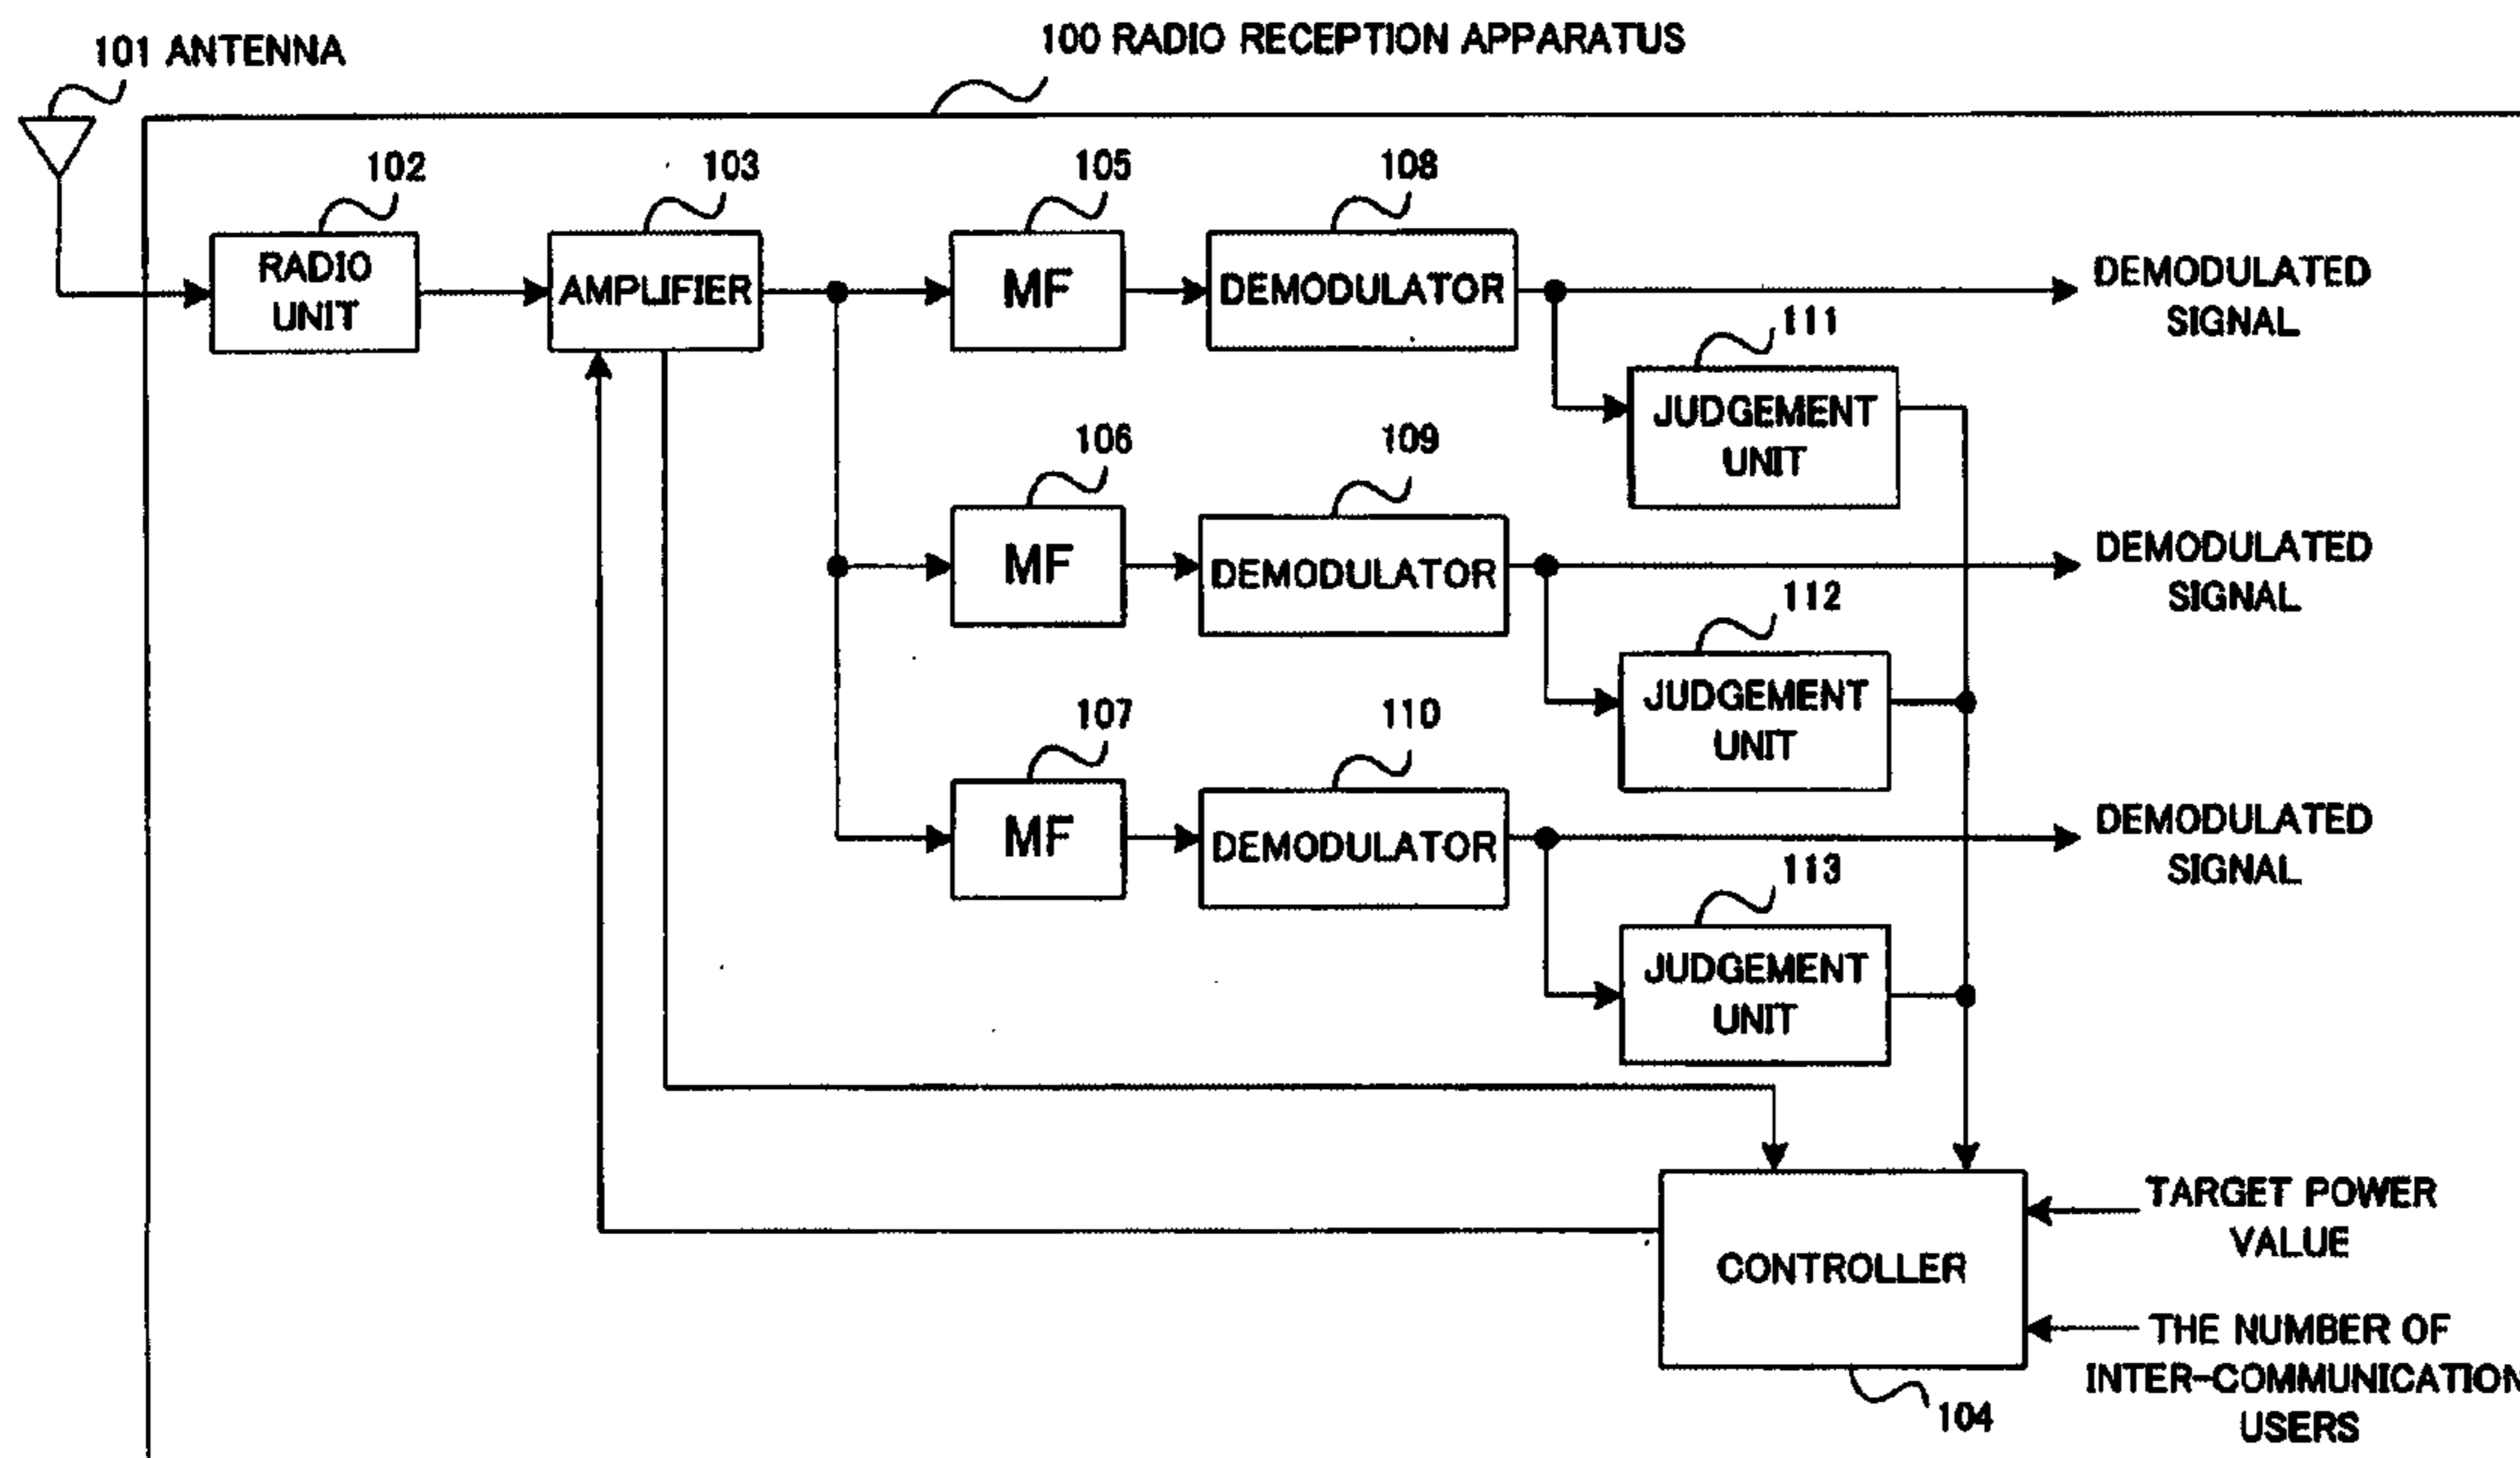 101 ANTENNA
100 RADIO RECEPTION APPARATUS
102
103
105
108
RADIO
UNIT
AMPLIFIER
MF
DEMODULATOR
DEMODULATED
SIGNAL
111
JUDGEMENT
UNIT
106
109
MF
DEMODULATOR
DEMODULATED
SIGNAL
112
JUDGEMENT
UNIT
107
110
MF
DEMODULATOR
DEMODULATED
SIGNAL
113
JUDGEMENT
UNIT
CONTROLLER
TARGET POWER
VALUE
THE NUMBER OF
INTER-COMMUNICATION
USERS
104